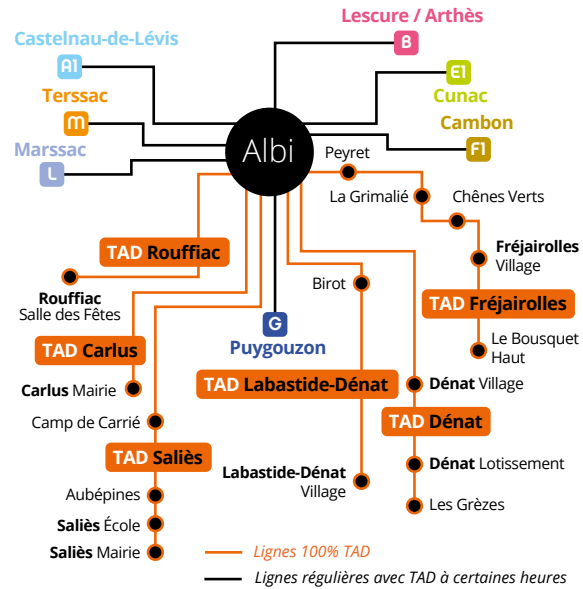 Lescure / Arthès
B
Castelnau-de-Lévis
A1
E1
Cunac
Terssac
M
Cambon
F1
Marssac
L
Albi
Peyret
La Grimalié
Chênes Verts
Fréjairolles
Village
TAD Rouffiac
Rouffiac
Salle des Fêtes
Birot
TAD Fréjairolles
G
Puygouzon
Le Bousquet
Haut
TAD Carlus
Carlus Mairie
TAD Labastide-Dénat
Dénat Village
Camp de Carrié
TAD Dénat
TAD Saliès
Dénat Lotissement
Labastide-Dénat
Village
Aubépines
Les Grèzes
Saliès École
Saliès Mairie
Lignes 100% TAD
Lignes régulières avec TAD à certaines heures